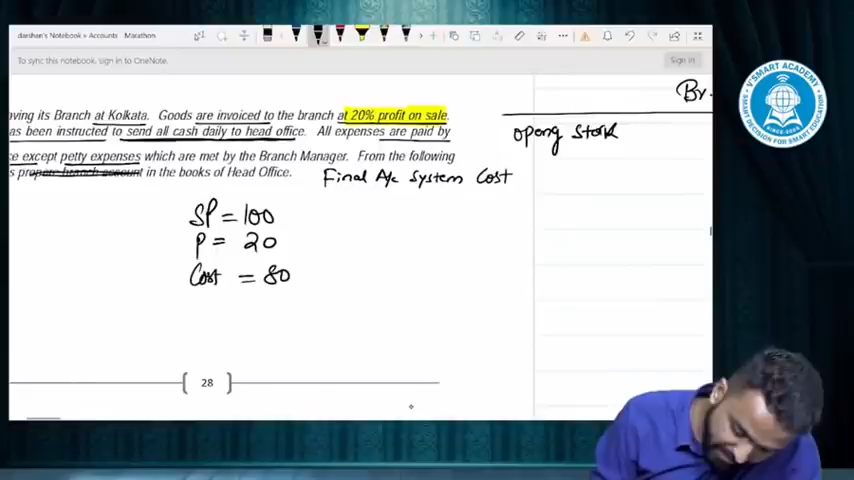 darshan's Notebook » Accounts .Marathon
To sync this notebook, sign in to OneNote.
Sign in
aving its Branch at Kolkata. Goods are invoiced to the branch at 20% profit on sale.
as been instructed to send all cash daily to head office. All expenses are paid by
ce except petty expenses which are met by the Branch Manager. From the following
s prepare branch account in the books of Head Office.
Final A/c System Cost
SP = 100
P = 20
Cost = 80
28
Br.
Openg Stock
V'SMART ACADEMY
SMART DECISION FOR SMART EDUCATION